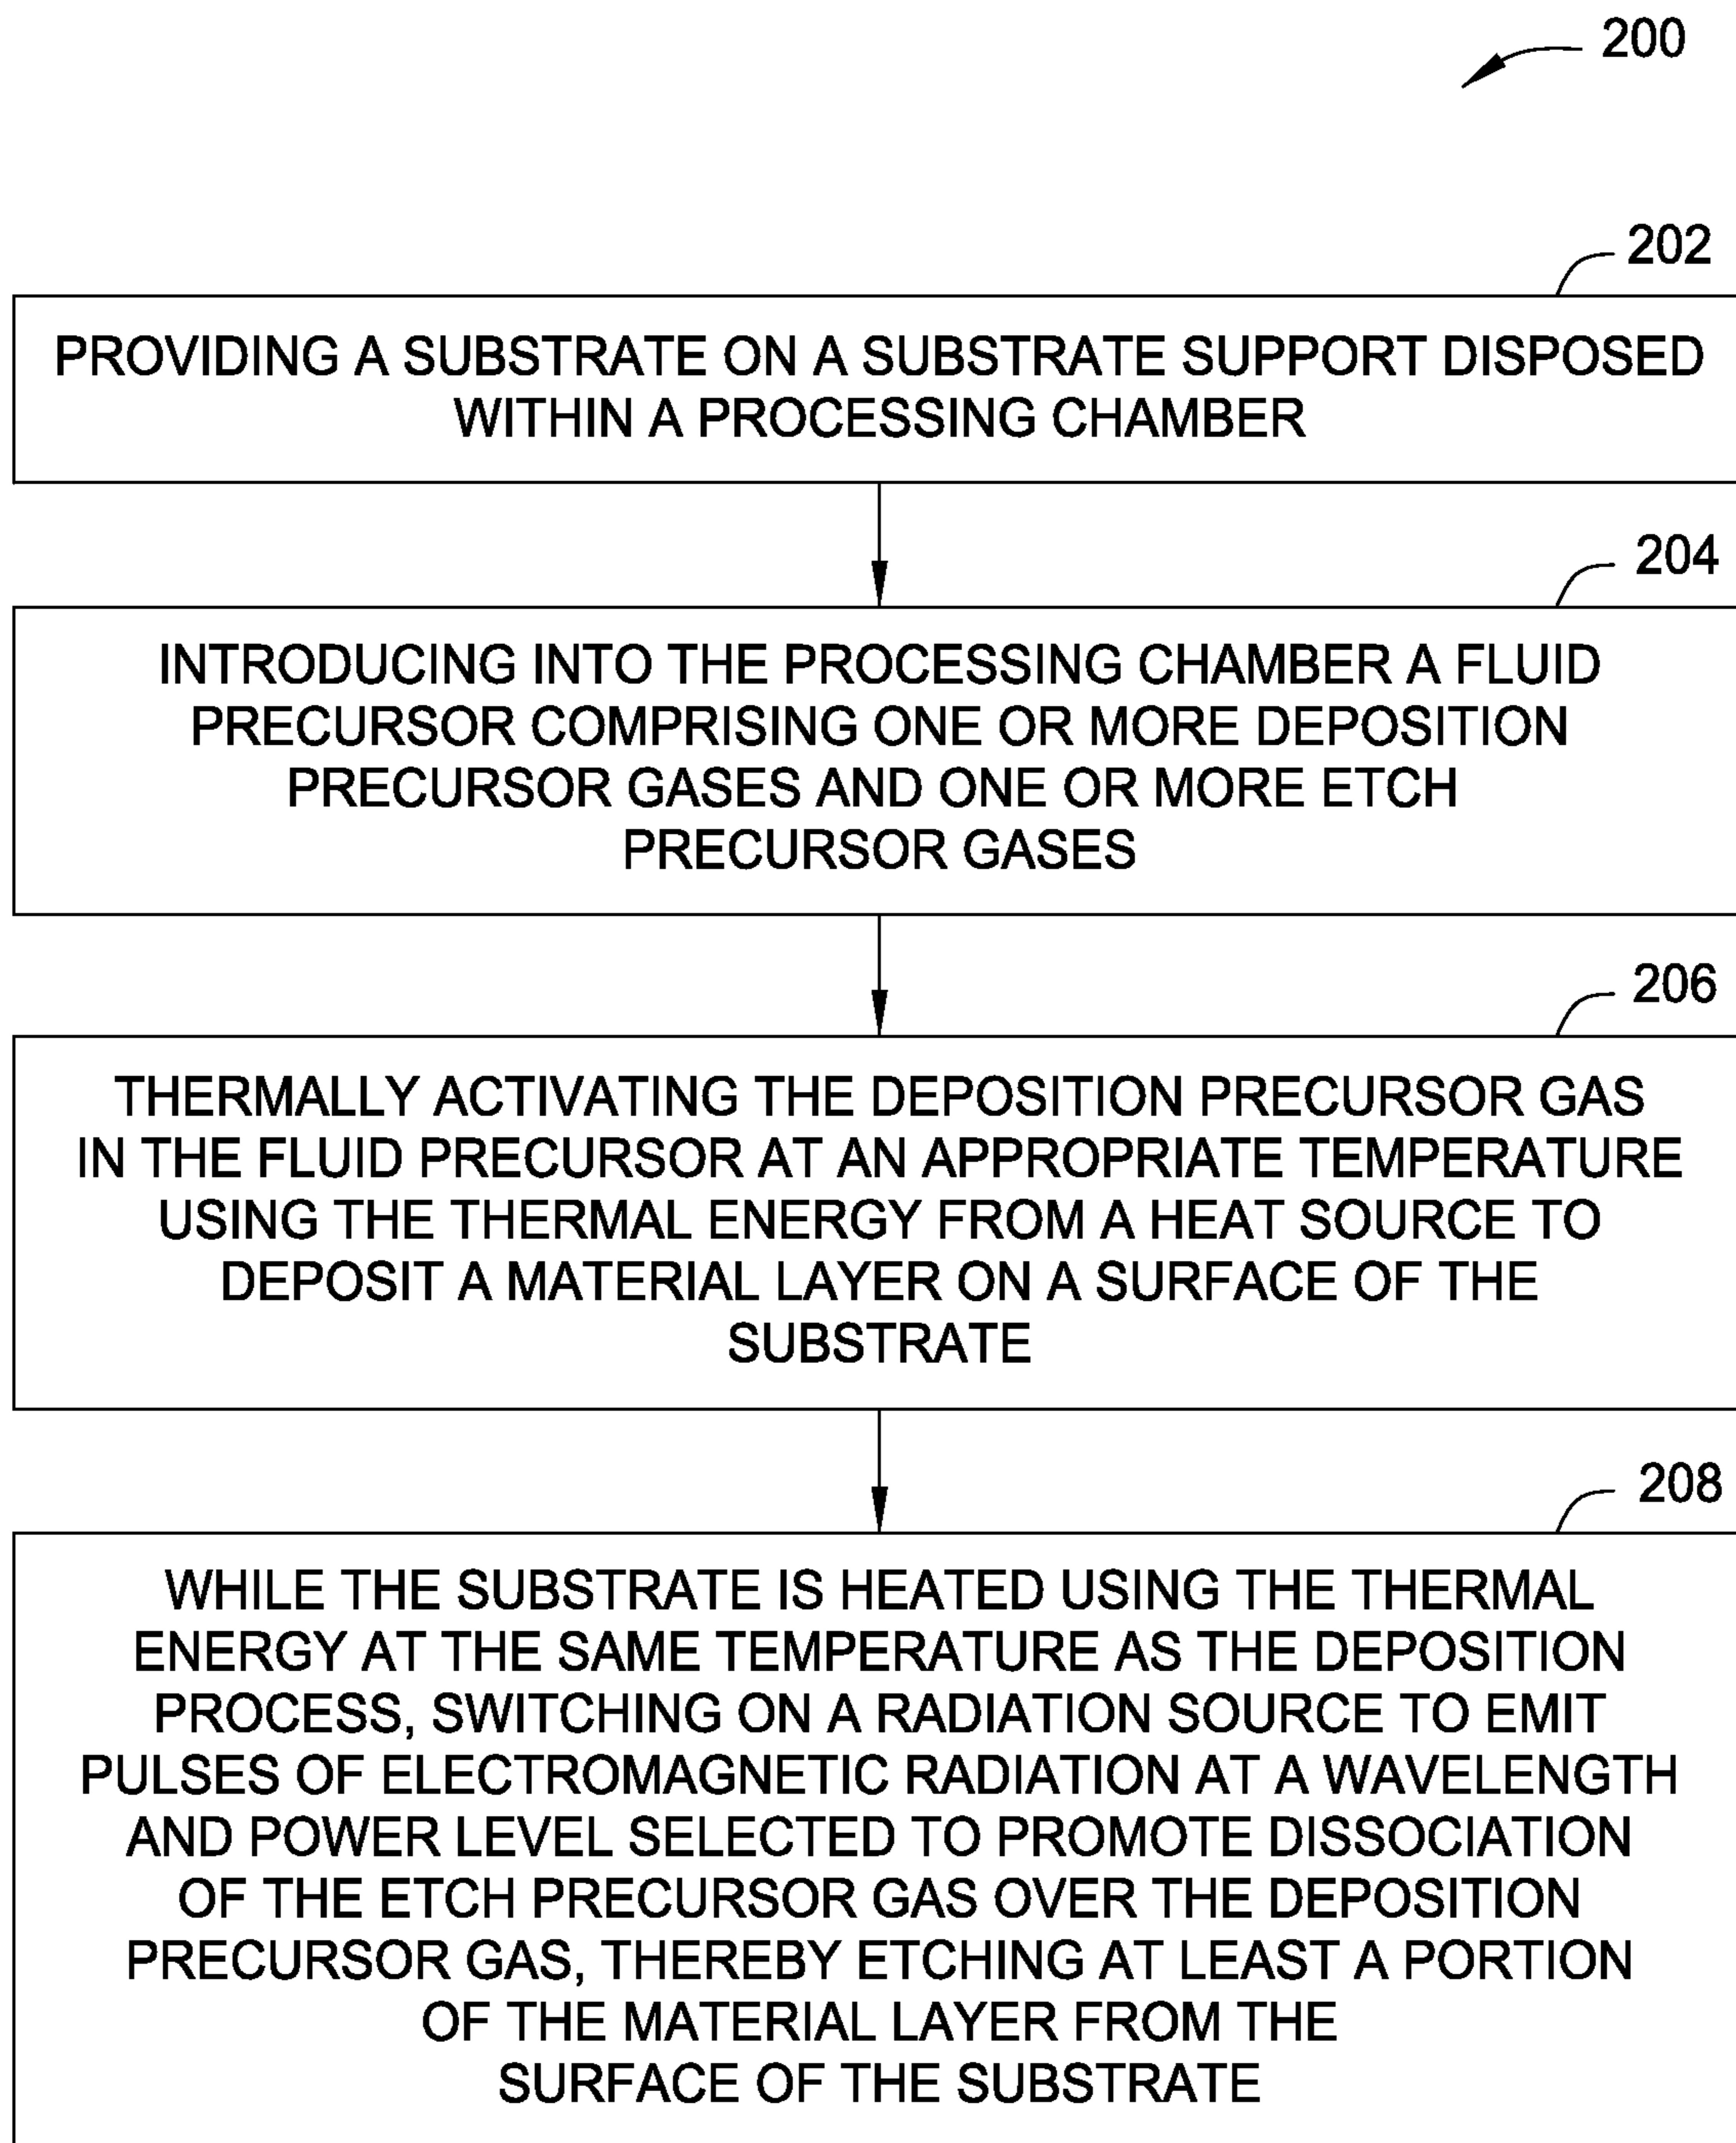 200
202
PROVIDING A SUBSTRATE ON A SUBSTRATE SUPPORT DISPOSED
WITHIN A PROCESSING CHAMBER
204
INTRODUCING INTO THE PROCESSING CHAMBER A FLUID
PRECURSOR COMPRISING ONE OR MORE DEPOSITION
PRECURSOR GASES AND ONE OR MORE ETCH
PRECURSOR GASES
206
THERMALLY ACTIVATING THE DEPOSITION PRECURSOR GAS
IN THE FLUID PRECURSOR AT AN APPROPRIATE TEMPERATURE
USING THE THERMAL ENERGY FROM A HEAT SOURCE TO
DEPOSIT A MATERIAL LAYER ON A SURFACE OF THE
SUBSTRATE
208
WHILE THE SUBSTRATE IS HEATED USING THE THERMAL
ENERGY AT THE SAME TEMPERATURE AS THE DEPOSITION
PROCESS, SWITCHING ON A RADIATION SOURCE TO EMIT
PULSES OF ELECTROMAGNETIC RADIATION AT A WAVELENGTH
AND POWER LEVEL SELECTED TO PROMOTE DISSOCIATION
OF THE ETCH PRECURSOR GAS OVER THE DEPOSITION
PRECURSOR GAS, THEREBY ETCHING AT LEAST A PORTION
OF THE MATERIAL LAYER FROM THE
SURFACE OF THE SUBSTRATE